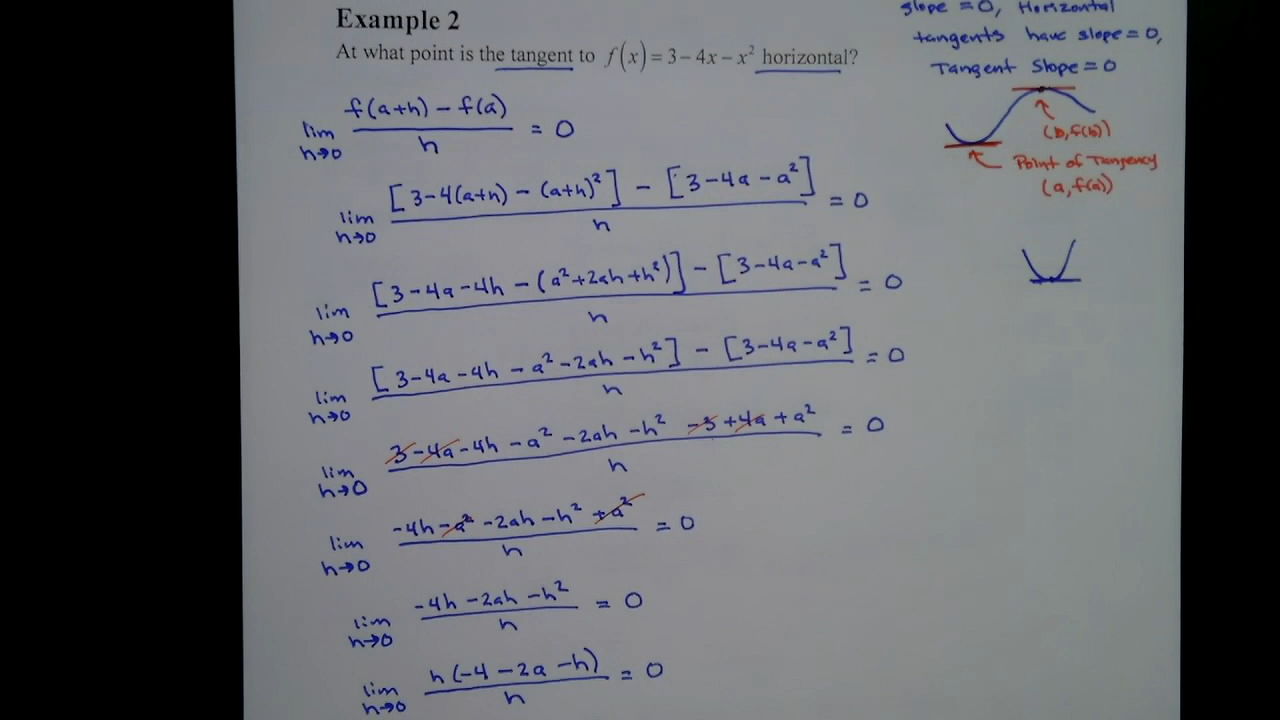 Example 2
At what point is the tangent to f(x) = 3 − 4x − x² horizontal?
slope = 0, Horizontal
tangents have slope = 0,
Tangent Slope = 0
(b, f(b))
Point of Tangency
(a, f(a))
lim h→0 f(a+h) − f(a) / h = 0
lim h→0 [3 − 4(a+h) − (a+h)²] − [3 − 4a − a²] / h = 0
lim h→0 [3 − 4a − 4h − (a² + 2ah + h²)] − [3 − 4a − a²] / h = 0
lim h→0 [3 − 4a − 4h − a² − 2ah − h²] − [3 − 4a − a²] / h = 0
lim h→0 3 − 4a − 4h − a² − 2ah − h² − 3 + 4a + a² / h = 0
lim h→0 −4h − a² − 2ah − h² + a² / h = 0
lim h→0 −4h − 2ah − h² / h = 0
lim h→0 h(−4 − 2a − h) / h = 0